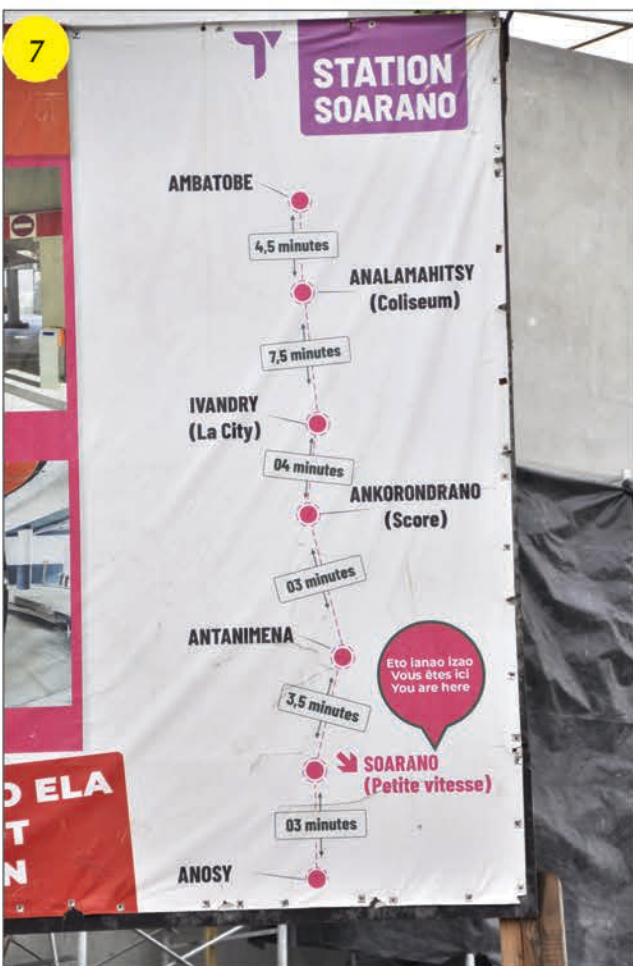 7
STATION
SOARANO
AMBATOBE
4,5 minutes
ANALAMAHITSY
(Coliseum)
7,5 minutes
IVANDRY
(La City)
04 minutes
ANKORONDRANO
(Score)
03 minutes
ANTANIMENA
Eto ianao izao
Vous êtes ici
You are here
3,5 minutes
SOARANO
(Petite vitesse)
03 minutes
ANOSY
O ELA
T
N